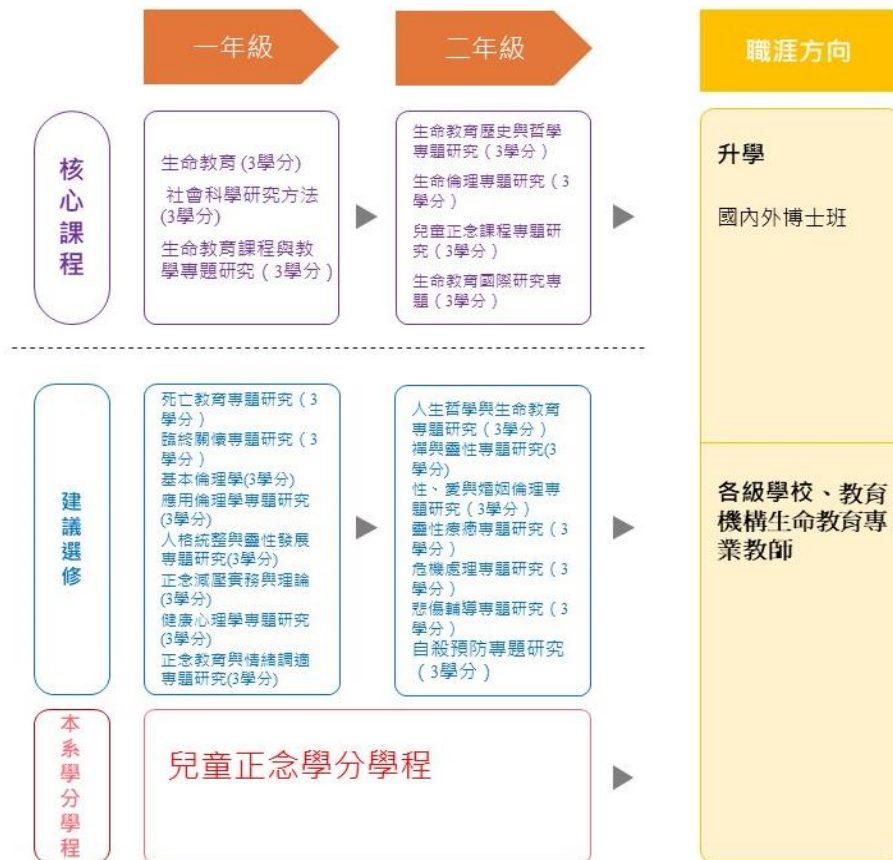 一年級
二年級
職涯方向
核
心
課
程
生命教育 (3學分)
社會科學研究方法
(3學分)
生命教育課程與教
學專題研究（3學分）
生命教育歷史與哲學
專題研究（3學分）
生命倫理專題研究（3
學分）
兒童正念課程專題研
究（3學分）
生命教育國際研究專
題（3學分）
升學
國內外博士班
建
議
選
修
死亡教育專題研究（3
學分）
臨終關懷專題研究（3
學分）
基本倫理學(3學分)
應用倫理學專題研究
(3學分)
人格統整與靈性發展
專題研究(3學分)
正念減壓實務與理論
(3學分)
健康心理學專題研究
(3學分)
正念教育與情緒調適
專題研究(3學分)
人生哲學與生命教育
專題研究（3學分）
禪與靈性專題研究(3
學分)
性、愛與婚姻倫理專
題研究（3學分）
靈性療癒專題研究（3
學分）
危機處理專題研究（3
學分）
悲傷輔導專題研究（3
學分）
自殺預防專題研究
（3學分）
各級學校、教育
機構生命教育專
業教師
本
系
學
分
學
程
兒童正念學分學程